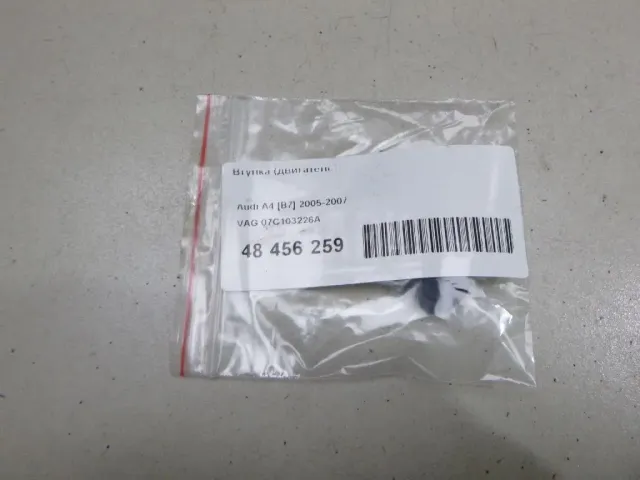 Втулка (двигатель
Audi A4 [B7] 2005-2007
VAG 07C103226A
48 456 259